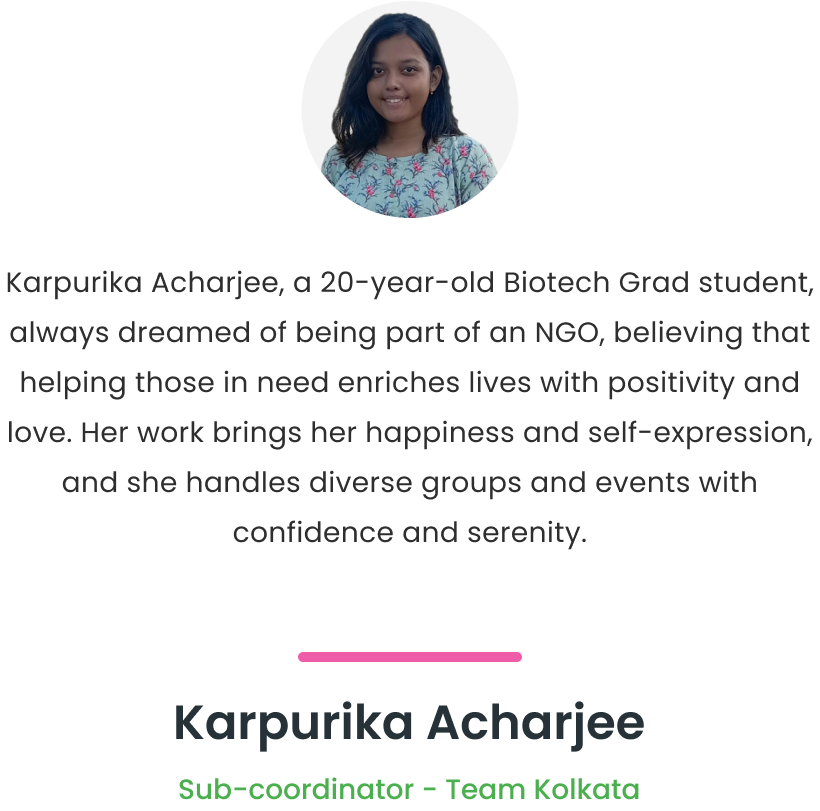 Karpurika Acharjee, a 20-year-old Biotech Grad student,
always dreamed of being part of an NGO, believing that
helping those in need enriches lives with positivity and
love. Her work brings her happiness and self-expression,
and she handles diverse groups and events with
confidence and serenity.
Karpurika Acharjee
Sub-coordinator - Team Kolkata